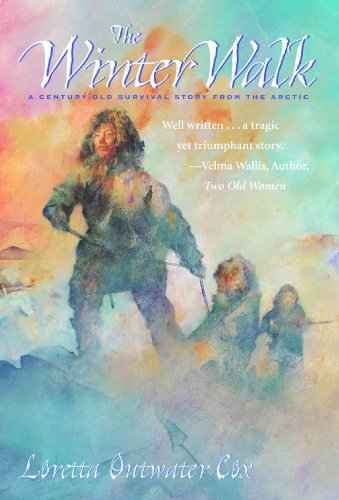 The
Winter Walk
A CENTURY-OLD SURVIVAL STORY FROM THE ARCTIC
Well written . . . a tragic
yet triumphant story.
—Velma Wallis, Author,
Two Old Women
Loretta Outwater Cox